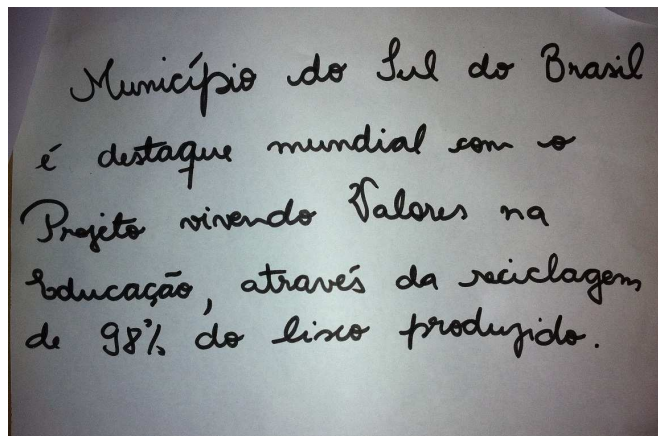 Município do Sul do Brasil
é destaque mundial com o
Projeto vivendo Valores na
Educação, através da reciclagem
de 98% do lixo produzido.